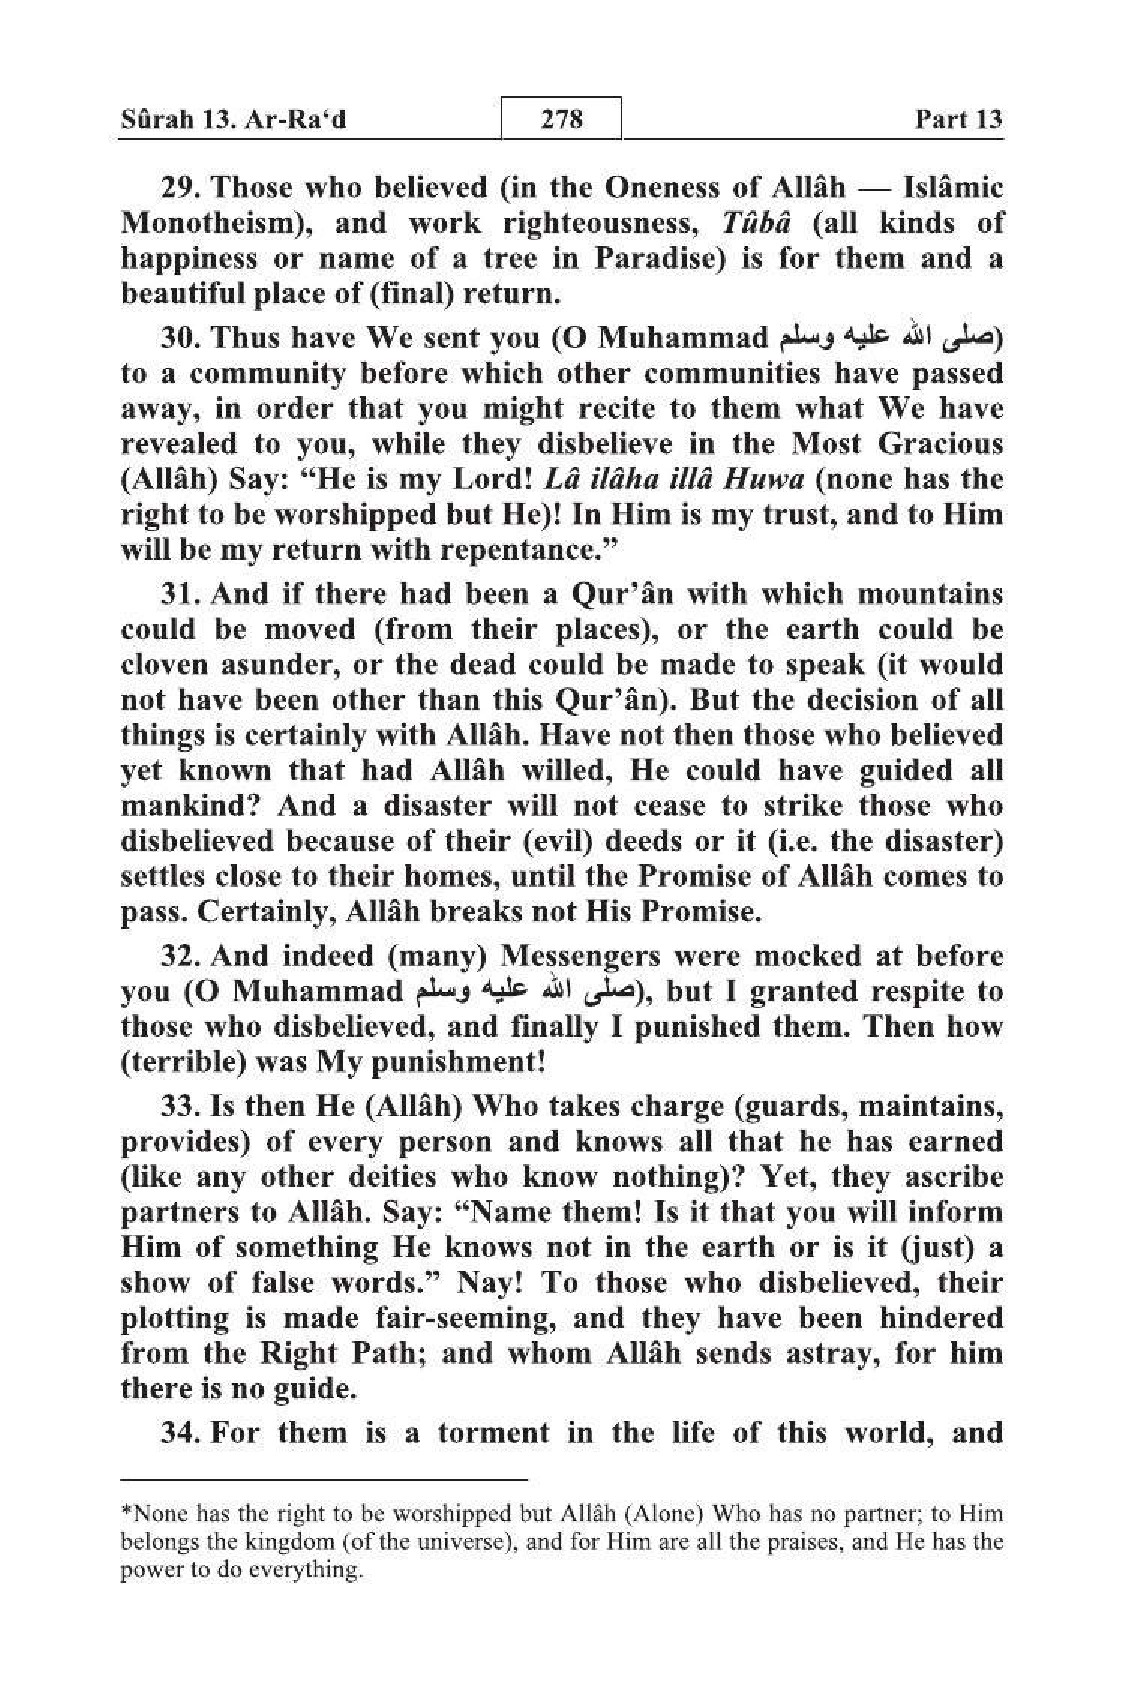 Sûrah 13. Ar-Ra‘d 278 Part 13
29. Those who believed (in the Oneness of Allâh — Islâmic
Monotheism), and work righteousness, Tûbâ (all kinds of
happiness or name of a tree in Paradise) is for them and a
beautiful place of (final) return.
30. Thus have We sent you (O Muhammad صلى الله عليه وسلم)
to a community before which other communities have passed
away, in order that you might recite to them what We have
revealed to you, while they disbelieve in the Most Gracious
(Allâh) Say: “He is my Lord! Lâ ilâha illâ Huwa (none has the
right to be worshipped but He)! In Him is my trust, and to Him
will be my return with repentance.”
31. And if there had been a Qur’ân with which mountains
could be moved (from their places), or the earth could be
cloven asunder, or the dead could be made to speak (it would
not have been other than this Qur’ân). But the decision of all
things is certainly with Allâh. Have not then those who believed
yet known that had Allâh willed, He could have guided all
mankind? And a disaster will not cease to strike those who
disbelieved because of their (evil) deeds or it (i.e. the disaster)
settles close to their homes, until the Promise of Allâh comes to
pass. Certainly, Allâh breaks not His Promise.
32. And indeed (many) Messengers were mocked at before
you (O Muhammad صلى الله عليه وسلم), but I granted respite to
those who disbelieved, and finally I punished them. Then how
(terrible) was My punishment!
33. Is then He (Allâh) Who takes charge (guards, maintains,
provides) of every person and knows all that he has earned
(like any other deities who know nothing)? Yet, they ascribe
partners to Allâh. Say: “Name them! Is it that you will inform
Him of something He knows not in the earth or is it (just) a
show of false words.” Nay! To those who disbelieved, their
plotting is made fair-seeming, and they have been hindered
from the Right Path; and whom Allâh sends astray, for him
there is no guide.
34. For them is a torment in the life of this world, and
*None has the right to be worshipped but Allâh (Alone) Who has no partner; to Him
belongs the kingdom (of the universe), and for Him are all the praises, and He has the
power to do everything.